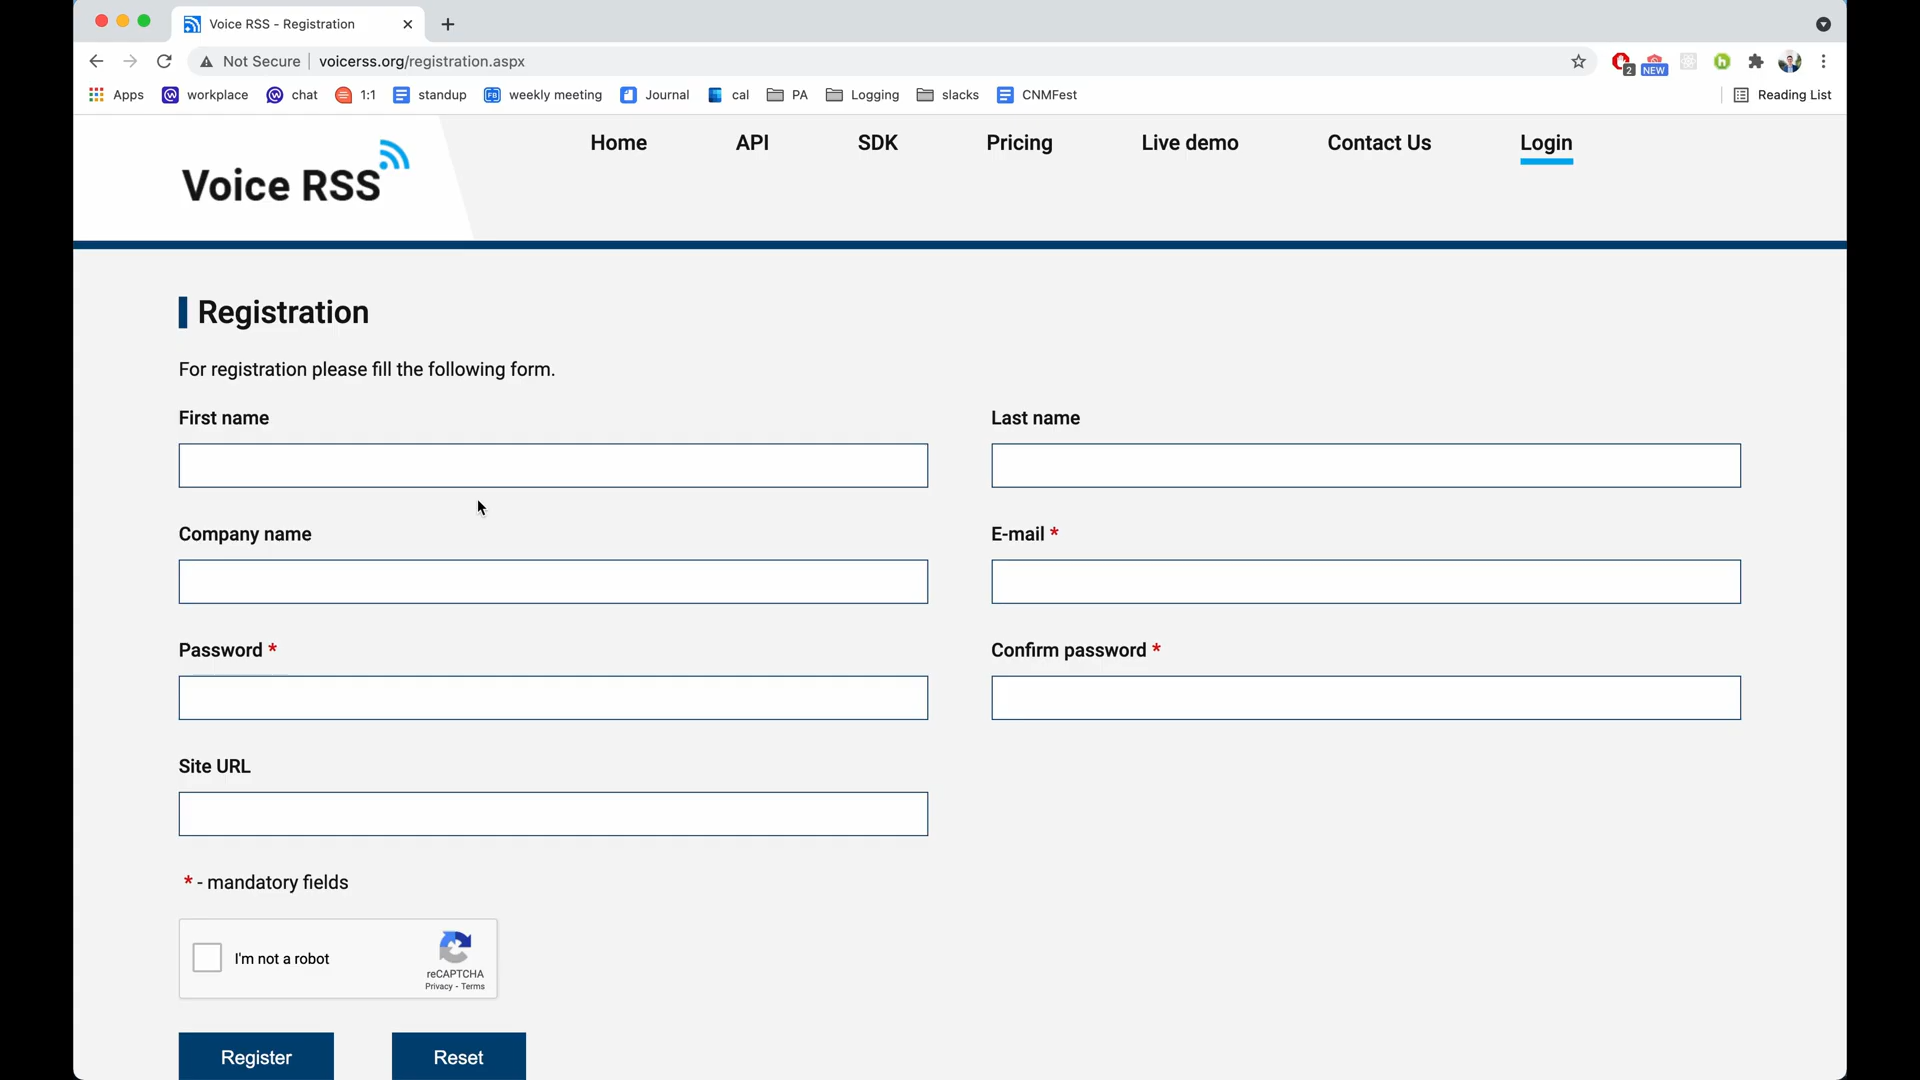 Voice RSS - Registration
Not Secure voicerss.org/registration.aspx
2 NEW
Apps workplace chat 1:1 standup FB weekly meeting Journal cal PA Logging slacks CNMFest Reading List
Voice RSS
Home API SDK Pricing Live demo Contact Us Login
Registration
For registration please fill the following form.
First name Last name
Company name E-mail *
Password * Confirm password *
Site URL
* - mandatory fields
I'm not a robot
reCAPTCHA
Privacy - Terms
Register Reset